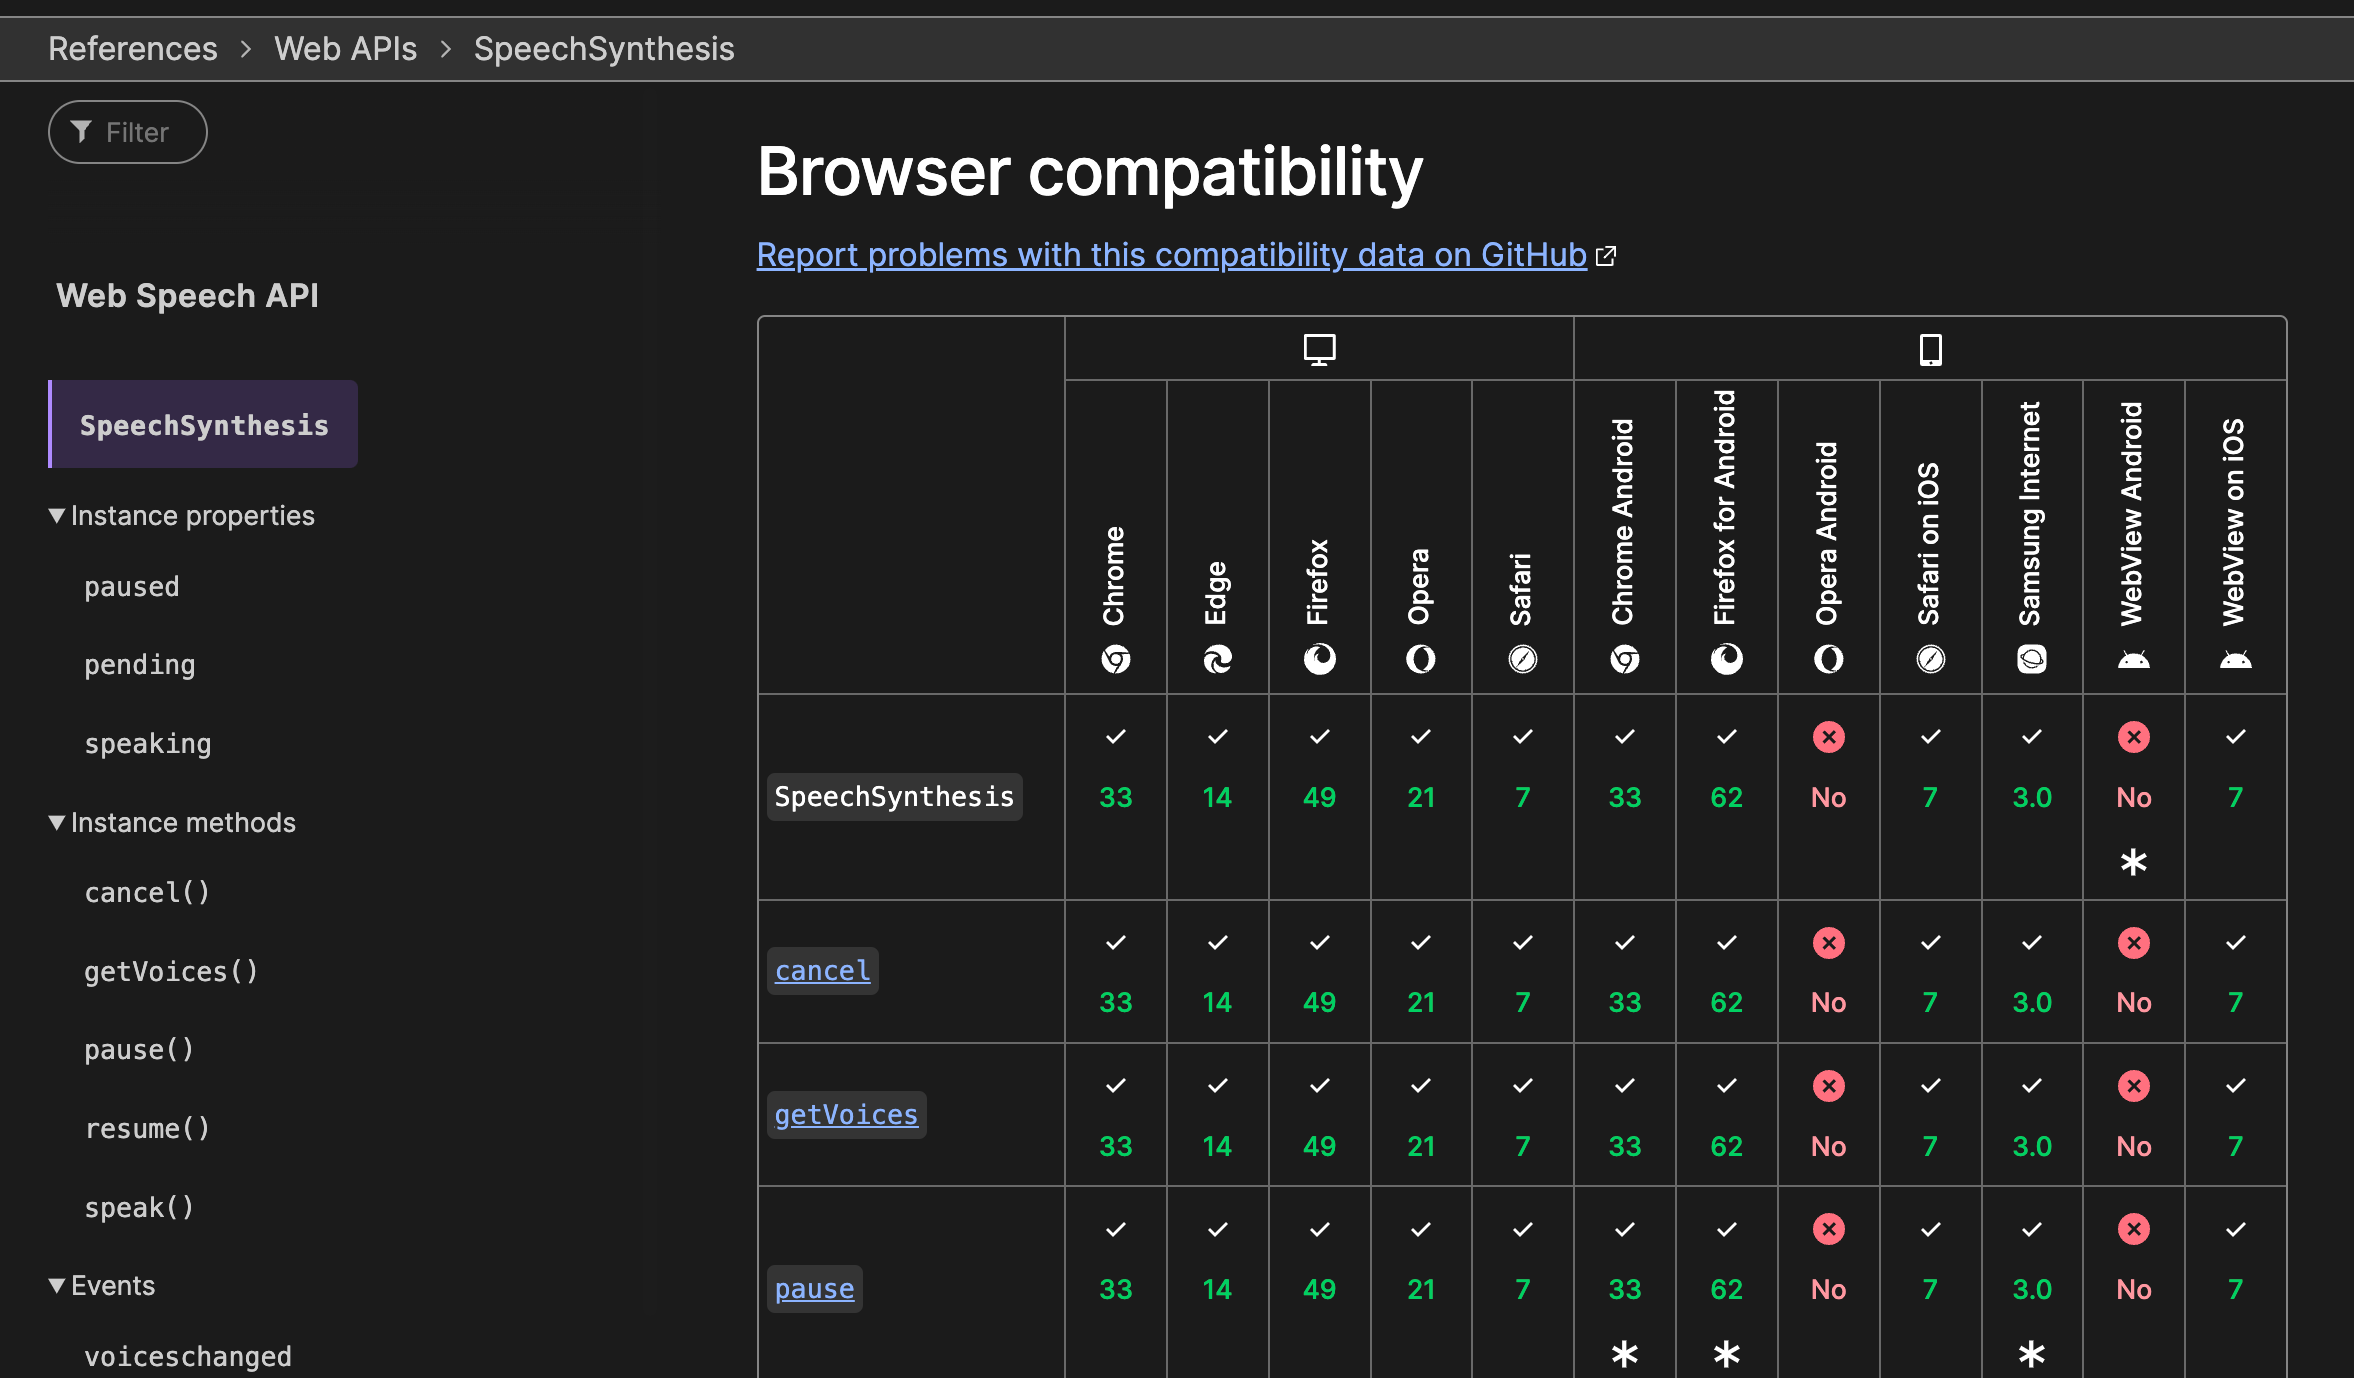 References > Web APIs > SpeechSynthesis
Filter
Web Speech API
SpeechSynthesis
▼ Instance properties
paused
pending
speaking
▼ Instance methods
cancel()
getVoices()
pause()
resume()
speak()
▼ Events
voiceschanged
Browser compatibility
Report problems with this compatibility data on GitHub
Chrome
Edge
Firefox
Opera
Safari
Chrome Android
Firefox for Android
Opera Android
Safari on iOS
Samsung Internet
WebView Android
WebView on iOS
SpeechSynthesis 33 14 49 21 7 33 62 No 7 3.0 No 7
*
cancel 33 14 49 21 7 33 62 No 7 3.0 No 7
getVoices 33 14 49 21 7 33 62 No 7 3.0 No 7
pause 33 14 49 21 7 33 62 No 7 3.0 No 7
* * *